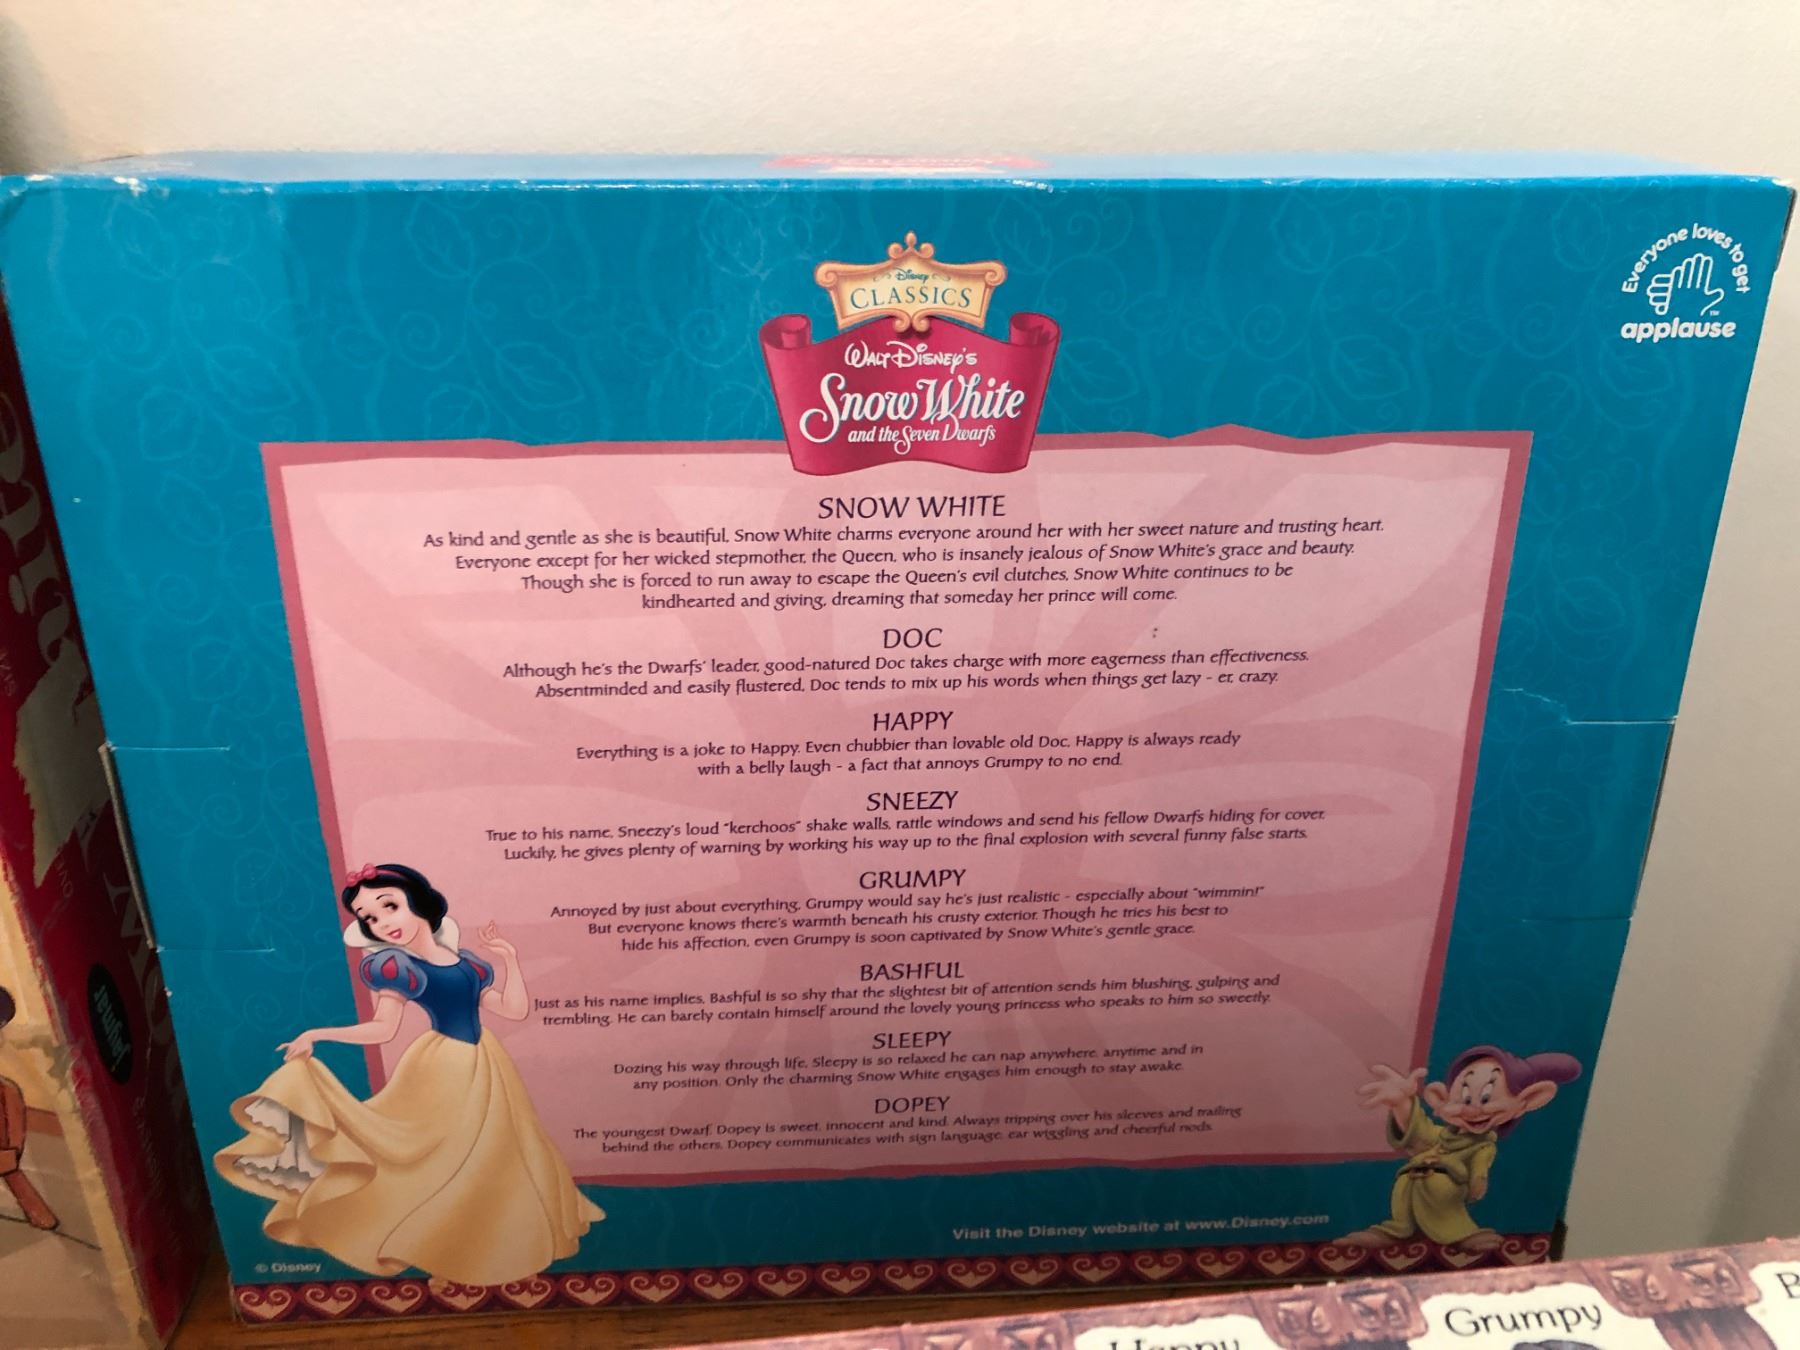 Everyone loves to get
applause
Disney
CLASSICS
WALT DISNEY'S
Snow White
and the Seven Dwarfs
SNOW WHITE
As kind and gentle as she is beautiful, Snow White charms everyone around her with her sweet nature and trusting heart.
Everyone except for her wicked stepmother, the Queen, who is insanely jealous of Snow White's grace and beauty.
Though she is forced to run away to escape the Queen's evil clutches, Snow White continues to be
kindhearted and giving, dreaming that someday her prince will come.
DOC
Although he's the Dwarfs' leader, good-natured Doc takes charge with more eagerness than effectiveness.
Absentminded and easily flustered, Doc tends to mix up his words when things get lazy - er, crazy.
HAPPY
Everything is a joke to Happy. Even chubbier than lovable old Doc, Happy is always ready
with a belly laugh - a fact that annoys Grumpy to no end.
SNEEZY
True to his name, Sneezy's loud "kerchoos" shake walls, rattle windows and send his fellow Dwarfs hiding for cover.
Luckily, he gives plenty of warning by working his way up to the final explosion with several funny false starts.
GRUMPY
Annoyed by just about everything, Grumpy would say he's just realistic - especially about "wimmin!"
But everyone knows there's warmth beneath his crusty exterior. Though he tries his best to
hide his affection, even Grumpy is soon captivated by Snow White's gentle grace.
BASHFUL
Just as his name implies, Bashful is so shy that the slightest bit of attention sends him blushing, gulping and
trembling. He can barely contain himself around the lovely young princess who speaks to him so sweetly.
SLEEPY
Dozing his way through life, Sleepy is so relaxed he can nap anywhere, anytime and in
any position. Only the charming Snow White engages him enough to stay awake.
DOPEY
The youngest Dwarf, Dopey is sweet, innocent and kind. Always tripping over his sleeves and trailing
behind the others, Dopey communicates with sign language, ear wiggling and cheerful nods.
Visit the Disney website at www.Disney.com
© Disney
jaymar
Happy
Grumpy